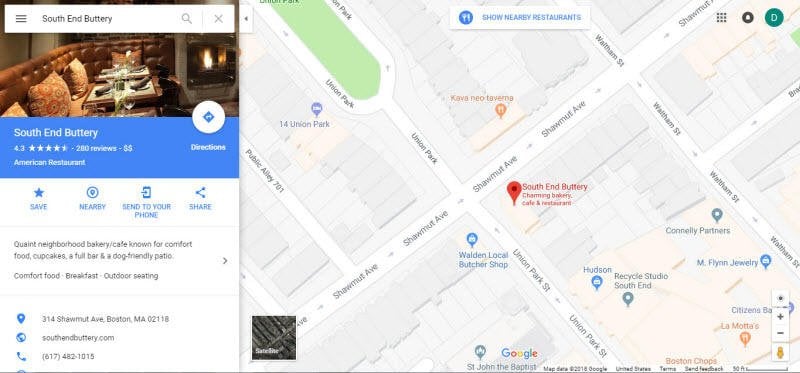 South End Buttery
South End Buttery
4.3 ★★★★★ - 280 reviews - $$
American Restaurant
Directions
SAVE
NEARBY
SEND TO YOUR
PHONE
SHARE
Quaint neighborhood bakery/cafe known for comfort
food, cupcakes, a full bar & a dog-friendly patio.
Comfort food · Breakfast · Outdoor seating
314 Shawmut Ave, Boston, MA 02118
southendbuttery.com
(617) 482-1015
SHOW NEARBY RESTAURANTS
D
Union Park
Union Park
Union Park
Union Park
Shawmut Ave
Waltham St
Waltham St
Kava neo-taverna
Shawmut Ave
14 Union Park
Public Alley 701
Shawmut Ave
South End Buttery
Charming bakery,
cafe & restaurant
Connelly Partners
Walden Local
Butcher Shop
Shawmut Ave
Union Park St
Union Park St
M. Flynn Jewelry
Hudson
Recycle Studio
South End
Citizens Ba
La Motta's
Boston Chops
St John the Baptist
Satellite
Google
Map data ©2018 Google
United States
Terms
Send feedback
50 ft